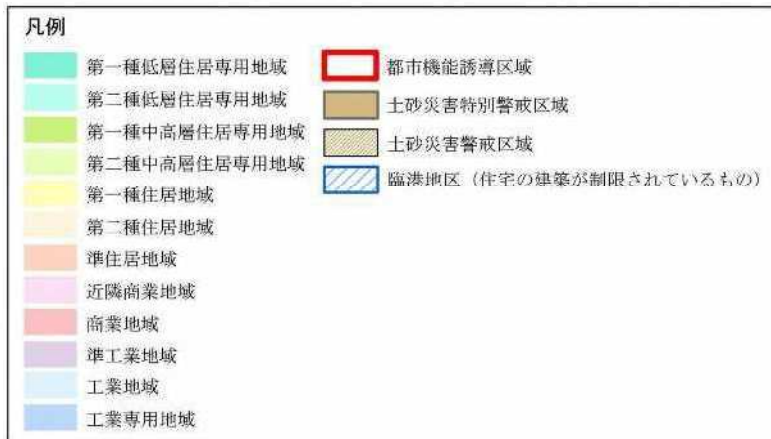 凡例
第一種低層住居専用地域
第二種低層住居専用地域
第一種中高層住居専用地域
第二種中高層住居専用地域
第一種住居地域
第二種住居地域
準住居地域
近隣商業地域
商業地域
準工業地域
工業地域
工業専用地域
都市機能誘導区域
土砂災害特別警戒区域
土砂災害警戒区域
臨港地区（住宅の建築が制限されているもの）